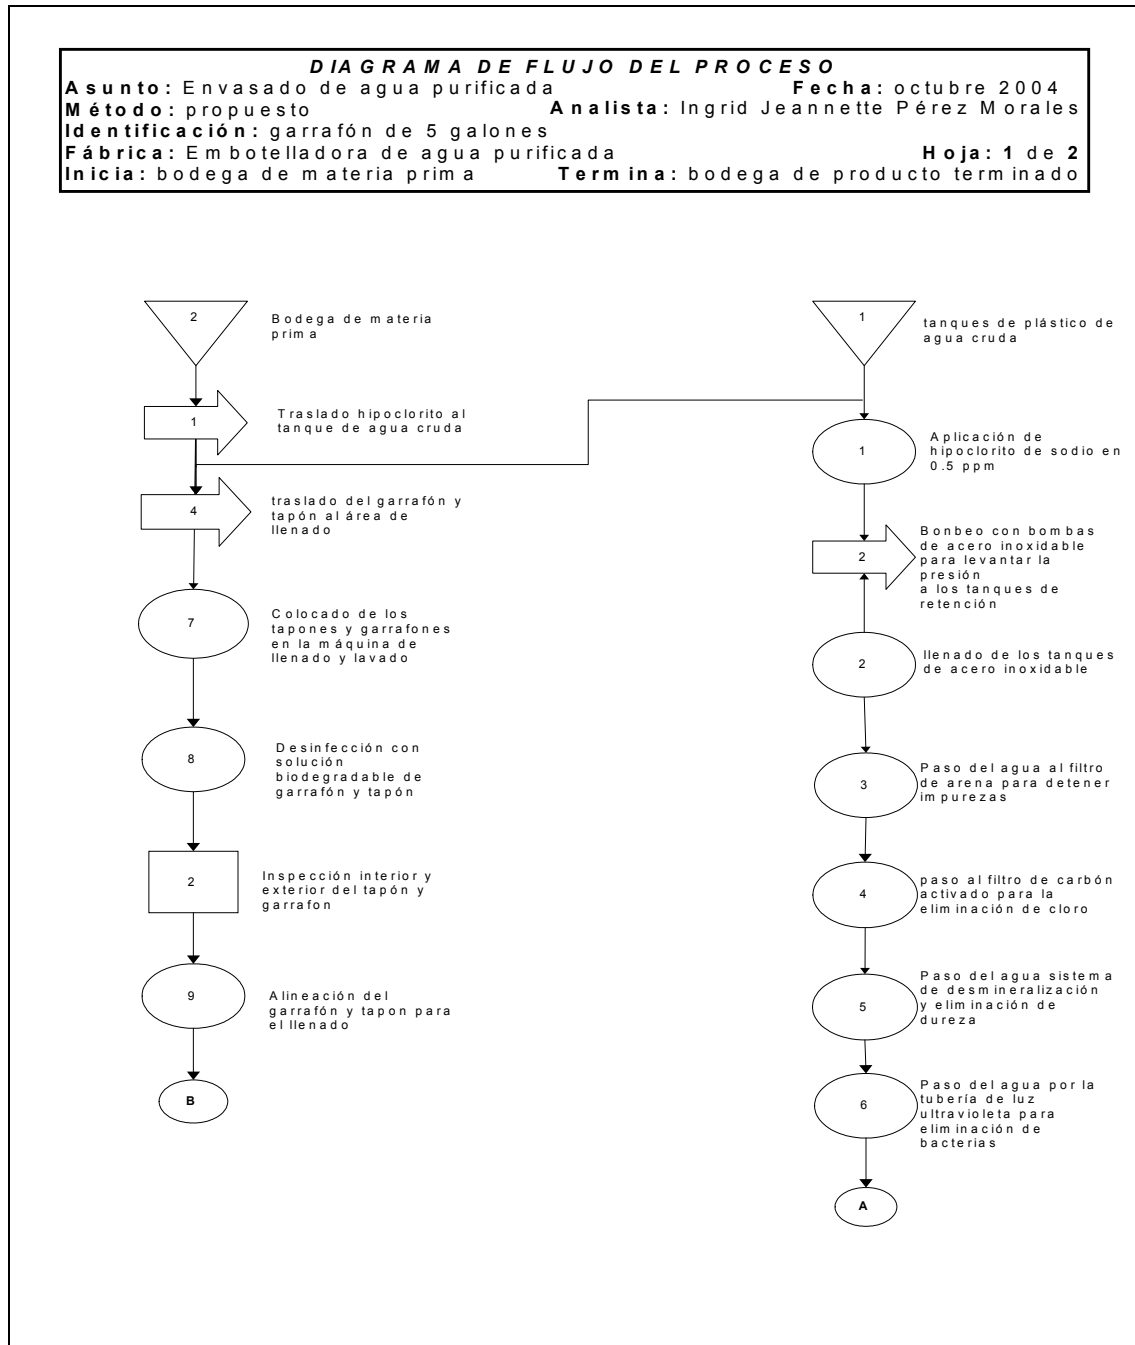 DIAGRAMA DE FLUJO DEL PROCESO
Asunto: Envasado de agua purificada Fecha: octubre 2004
Método: propuesto Analista: Ingrid Jeannette Pérez Morales
Identificación: garrafón de 5 galones
Fábrica: Embotelladora de agua purificada Hoja: 1 de 2
Inicia: bodega de materia prima Termina: bodega de producto terminado
2
Bodega de materia
prima
1
Traslado hipoclorito al
tanque de agua cruda
4
traslado del garrafón y
tapón al área de
llenado
7
Colocado de los
tapones y garrafones
en la máquina de
llenado y lavado
8
Desinfección con
solución
biodegradable de
garrafón y tapón
2
Inspección interior y
exterior del tapón y
garrafon
9
Alineación del
garrafón y tapon para
el llenado
B
1
tanques de plástico de
agua cruda
1
Aplicación de
hipoclorito de sodio en
0.5 ppm
2
Bonbeo con bombas
de acero inoxidable
para levantar la
presión
a los tanques de
retención
2
llenado de los tanques
de acero inoxidable
3
Paso del agua al filtro
de arena para detener
impurezas
4
paso al filtro de carbón
activado para la
eliminación de cloro
5
Paso del agua sistema
de desmineralización
y eliminación de
dureza
6
Paso del agua por la
tubería de luz
ultravioleta para
eliminación de
bacterias
A